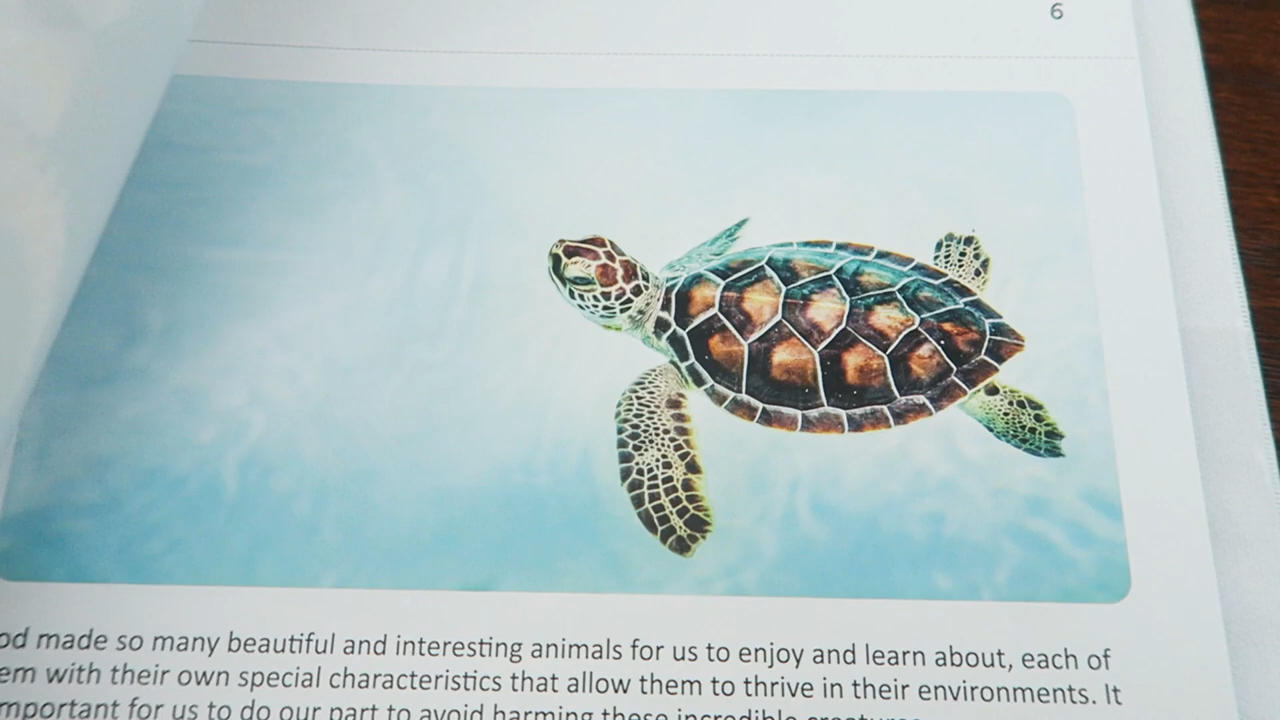 6
od made so many beautiful and interesting animals for us to enjoy and learn about, each of
em with their own special characteristics that allow them to thrive in their environments. It
mportant for us to do our part to avoid harming these incredible creatures